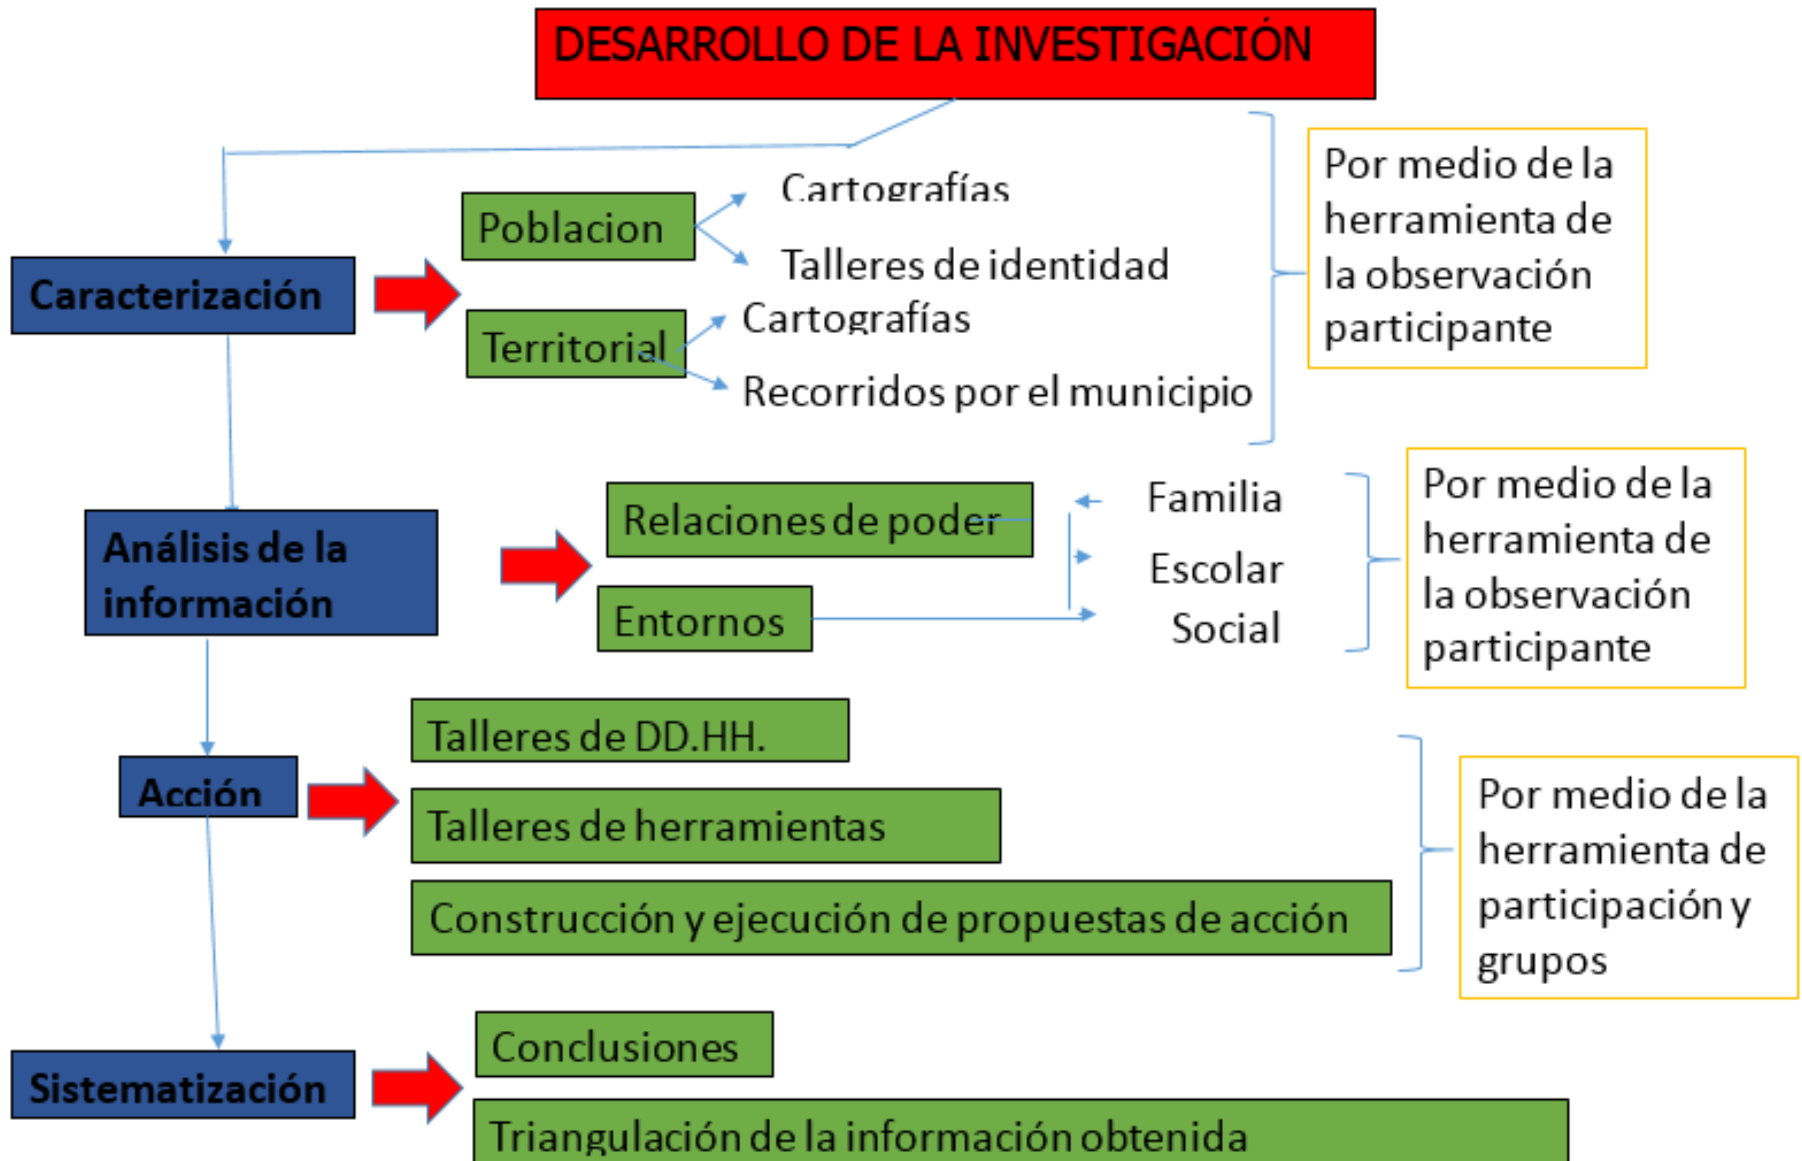 DESARROLLO DE LA INVESTIGACIÓN
Caracterización
Poblacion
Cartografías
Talleres de identidad
Territorial
Cartografías
Recorridos por el municipio
Por medio de la
herramienta de
la observación
participante
Análisis de la
información
Relaciones de poder
Entornos
Familia
Escolar
Social
Por medio de la
herramienta de
la observación
participante
Acción
Talleres de DD.HH.
Talleres de herramientas
Construcción y ejecución de propuestas de acción
Por medio de la
herramienta de
participación y
grupos
Sistematización
Conclusiones
Triangulación de la información obtenida